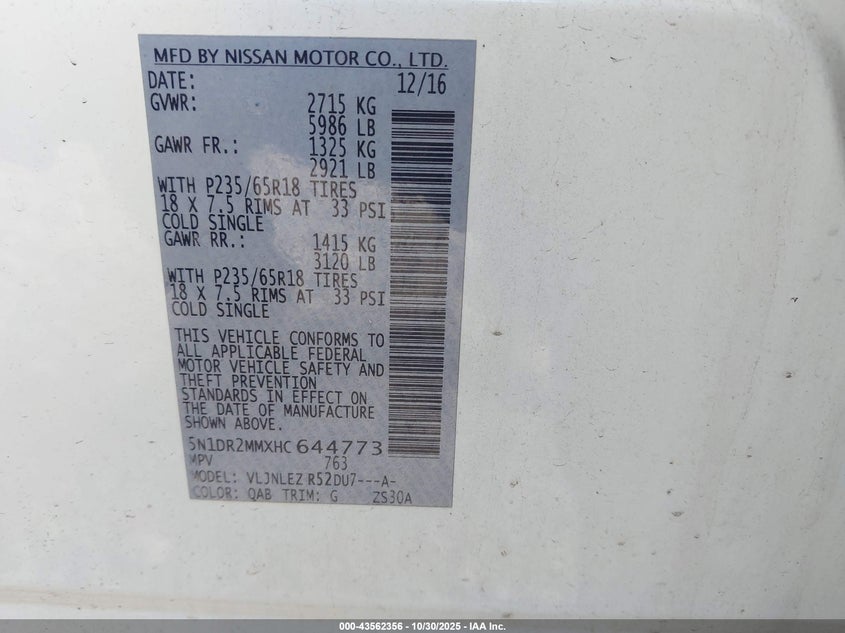 MFD BY NISSAN MOTOR CO., LTD.
DATE: 12/16
GVWR: 2715 KG
5986 LB
GAWR FR.: 1325 KG
2921 LB
WITH P235/65R18 TIRES
18 X 7.5 RIMS AT 33 PSI
COLD SINGLE
GAWR RR.: 1415 KG
3120 LB
WITH P235/65R18 TIRES
18 X 7.5 RIMS AT 33 PSI
COLD SINGLE
THIS VEHICLE CONFORMS TO
ALL APPLICABLE FEDERAL
MOTOR VEHICLE SAFETY AND
THEFT PREVENTION
STANDARDS IN EFFECT ON
THE DATE OF MANUFACTURE
SHOWN ABOVE.
5N1DR2MMXHC644773
MPV 763
MODEL: VLJNLEZ R52DU7---A-
COLOR: QAB TRIM: G ZS30A
000-43562356 - 10/30/2025 - IAA Inc.